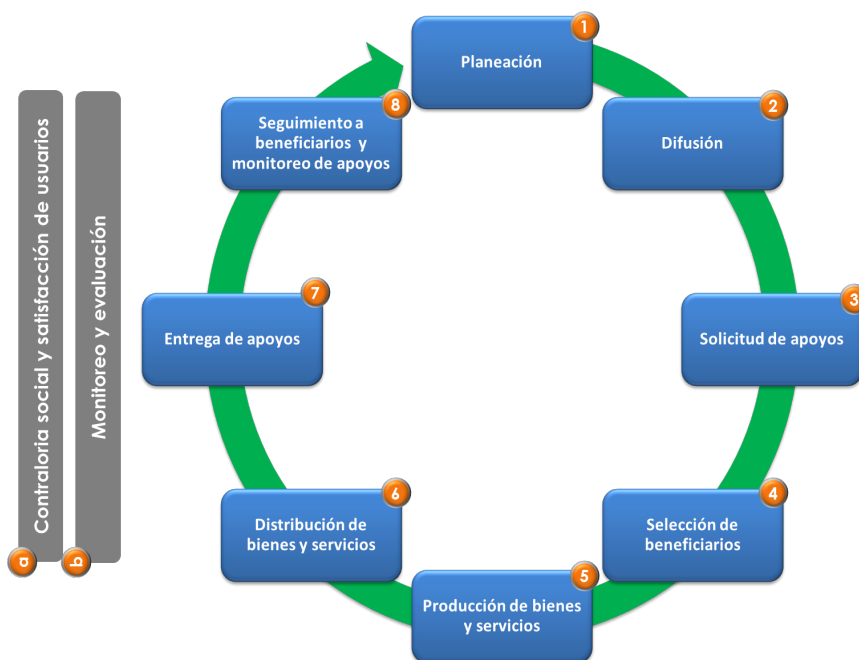 1
Planeación
2
Difusión
3
Solicitud de apoyos
4
Selección de
beneficiarios
5
Producción de bienes
y servicios
6
Distribución de
bienes y servicios
7
Entrega de apoyos
8
Seguimiento a
beneficiarios y
monitoreo de apoyos
a
Contraloria social y satisfacción de usuarios
b
Monitoreo y evaluación